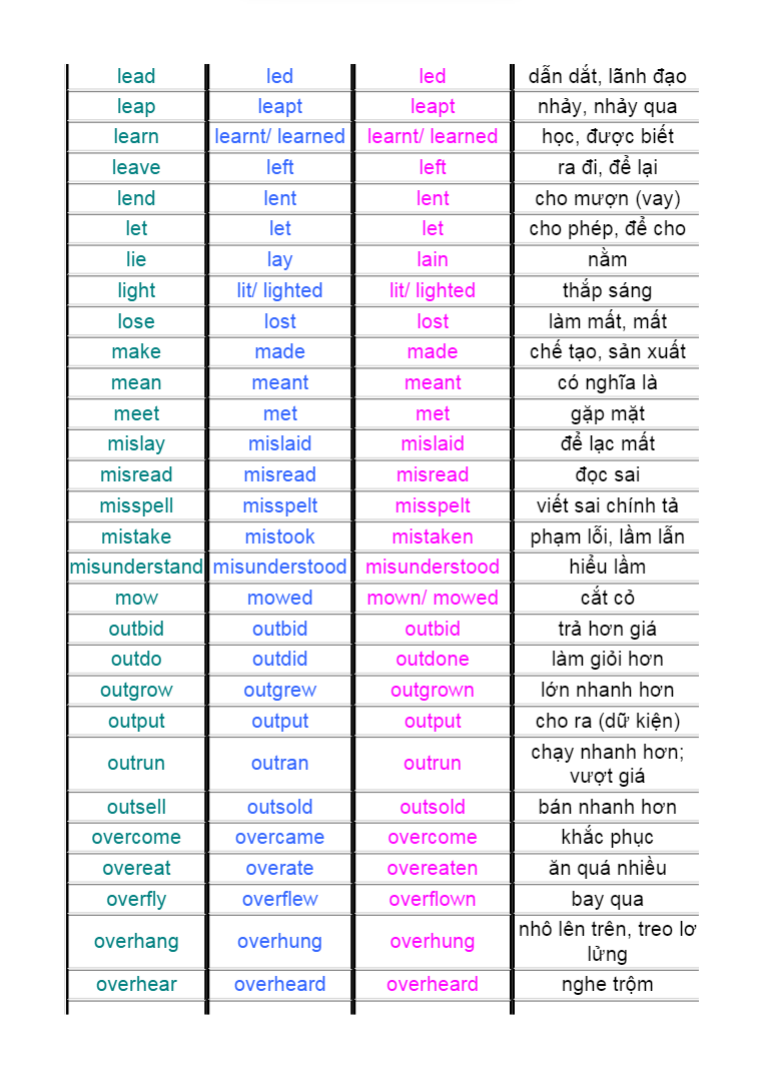 lead led led dẫn dắt, lãnh đạo
leap leapt leapt nhảy, nhảy qua
learn learnt/ learned learnt/ learned học, được biết
leave left left ra đi, để lại
lend lent lent cho mượn (vay)
let let let cho phép, để cho
lie lay lain nằm
light lit/ lighted lit/ lighted thắp sáng
lose lost lost làm mất, mất
make made made chế tạo, sản xuất
mean meant meant có nghĩa là
meet met met gặp mặt
mislay mislaid mislaid để lạc mất
misread misread misread đọc sai
misspell misspelt misspelt viết sai chính tả
mistake mistook mistaken phạm lỗi, lầm lẫn
misunderstand misunderstood misunderstood hiểu lầm
mow mowed mown/ mowed cắt cỏ
outbid outbid outbid trả hơn giá
outdo outdid outdone làm giỏi hơn
outgrow outgrew outgrown lớn nhanh hơn
output output output cho ra (dữ kiện)
outrun outran outrun chạy nhanh hơn;
vượt giá
outsell outsold outsold bán nhanh hơn
overcome overcame overcome khắc phục
overeat overate overeaten ăn quá nhiều
overfly overflew overflown bay qua
overhang overhung overhung nhô lên trên, treo lơ
lửng
overhear overheard overheard nghe trộm